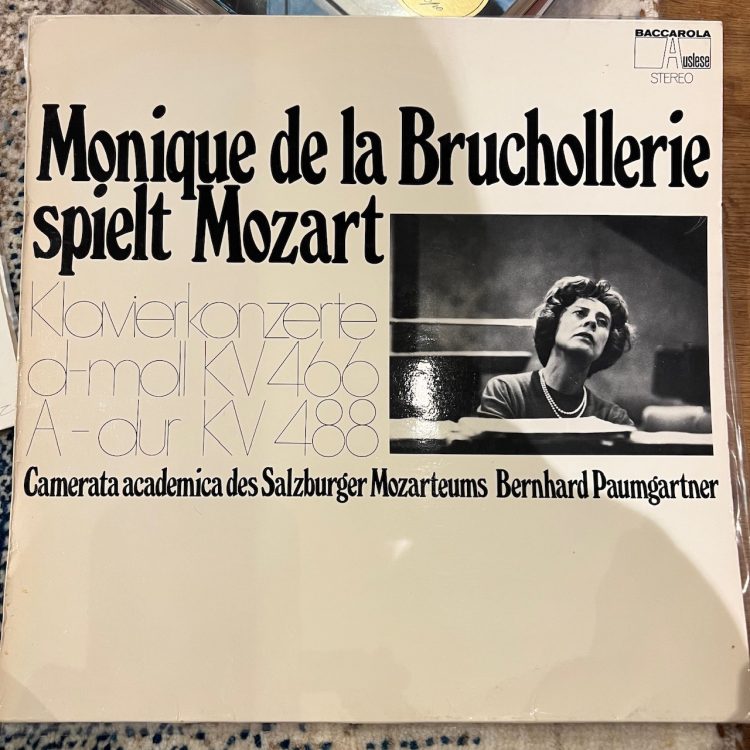 BACCAROLA
Auslese
STEREO
Monique de la Bruchollerie
spielt Mozart
Klavierkonzerte
d-moll KV 466
A-dur KV 488
Camerata academica des Salzburger Mozarteums Bernhard Paumgartner